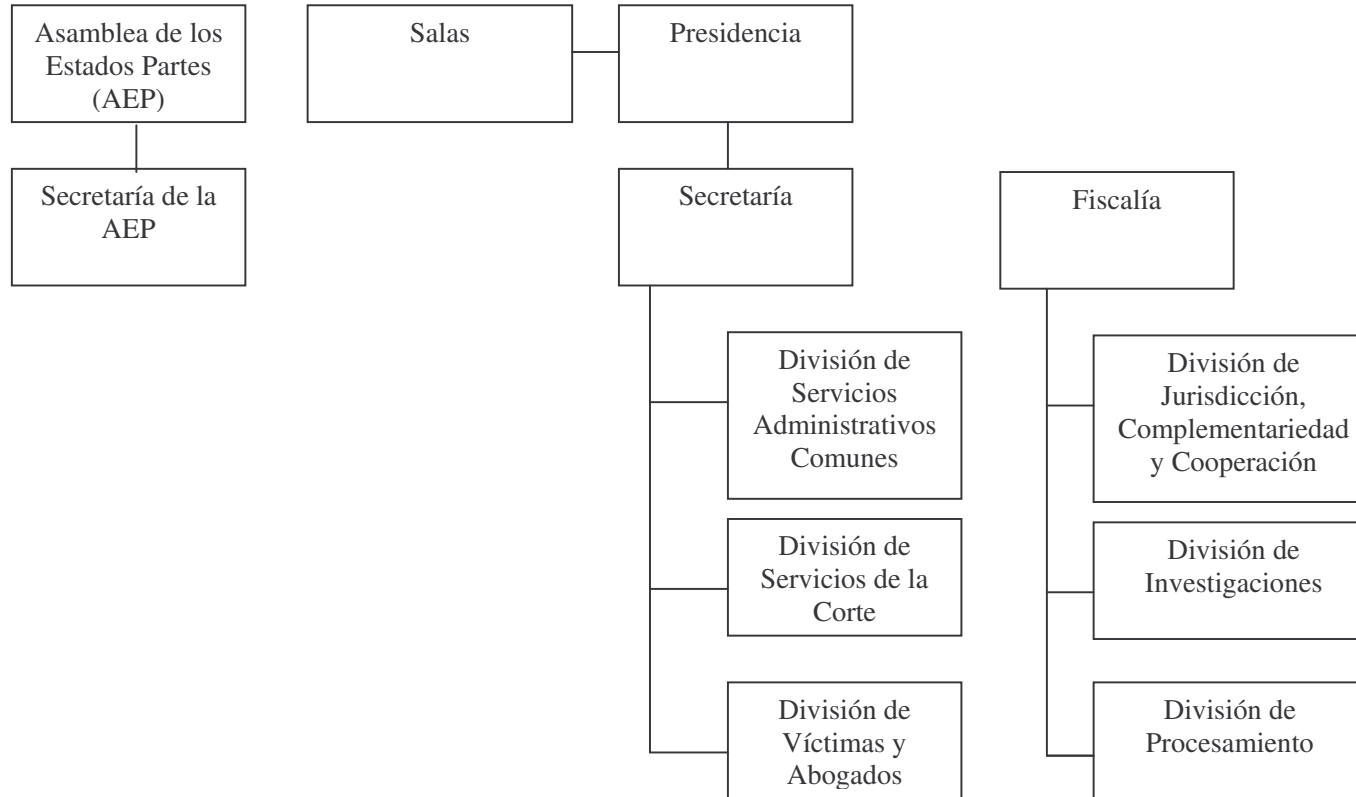 Asamblea de los
Estados Partes
(AEP)
Salas
Presidencia
Secretaría de la
AEP
Secretaría
Fiscalía
División de
Servicios
Administrativos
Comunes
División de
Servicios de la
Corte
División de
Víctimas y
Abogados
División de
Jurisdicción,
Complementariedad
y Cooperación
División de
Investigaciones
División de
Procesamiento